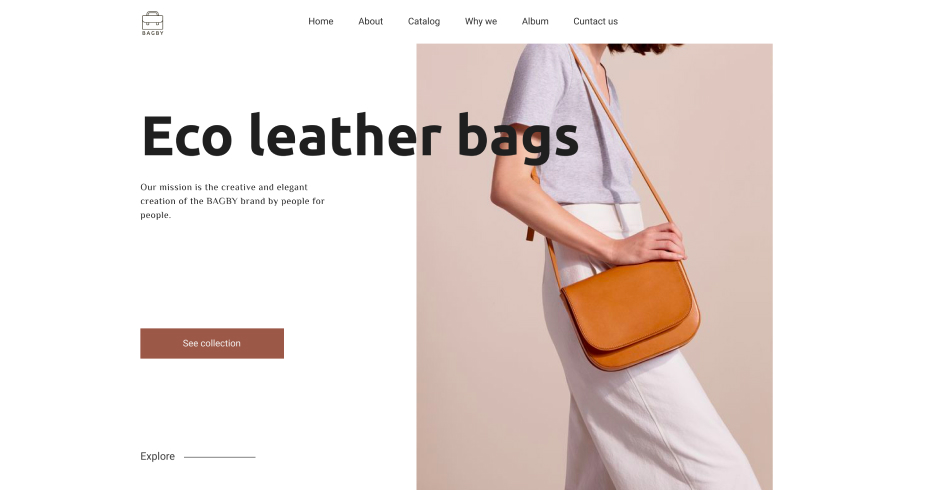 BAGBY
Home About Catalog Why we Album Contact us
Eco leather bags
Our mission is the creative and elegant
creation of the BAGBY brand by people for
people.
See collection
Explore